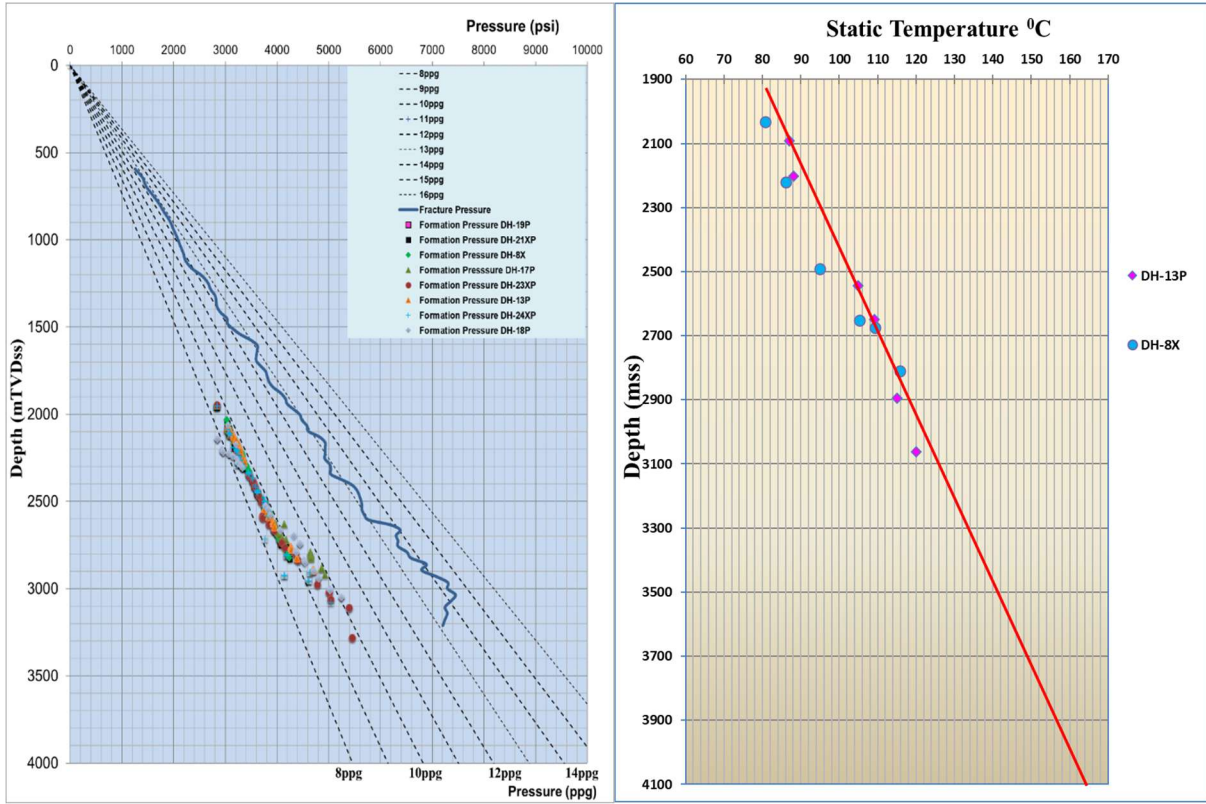 Pressure (psi)
0 1000 2000 3000 4000 5000 6000 7000 8000 9000 10000
0
500
1000
1500
2000
2500
3000
3500
4000
Depth (mTVDss)
8ppg
9ppg
10ppg
11ppg
12ppg
13ppg
14ppg
15ppg
16ppg
Fracture Pressure
Formation Pressure DH-19P
Formation Pressure DH-21XP
Formation Pressure DH-8X
Formation Presssure DH-17P
Formation Pressure DH-23XP
Formation Pressure DH-13P
Formation Pressure DH-24XP
Formation Pressure DH-18P
8ppg 10ppg 12ppg 14ppg
Pressure (ppg)
Static Temperature ⁰C
60 70 80 90 100 110 120 130 140 150 160 170
1900
2100
2300
2500
2700
2900
3100
3300
3500
3700
3900
4100
Depth (mss)
DH-13P
DH-8X